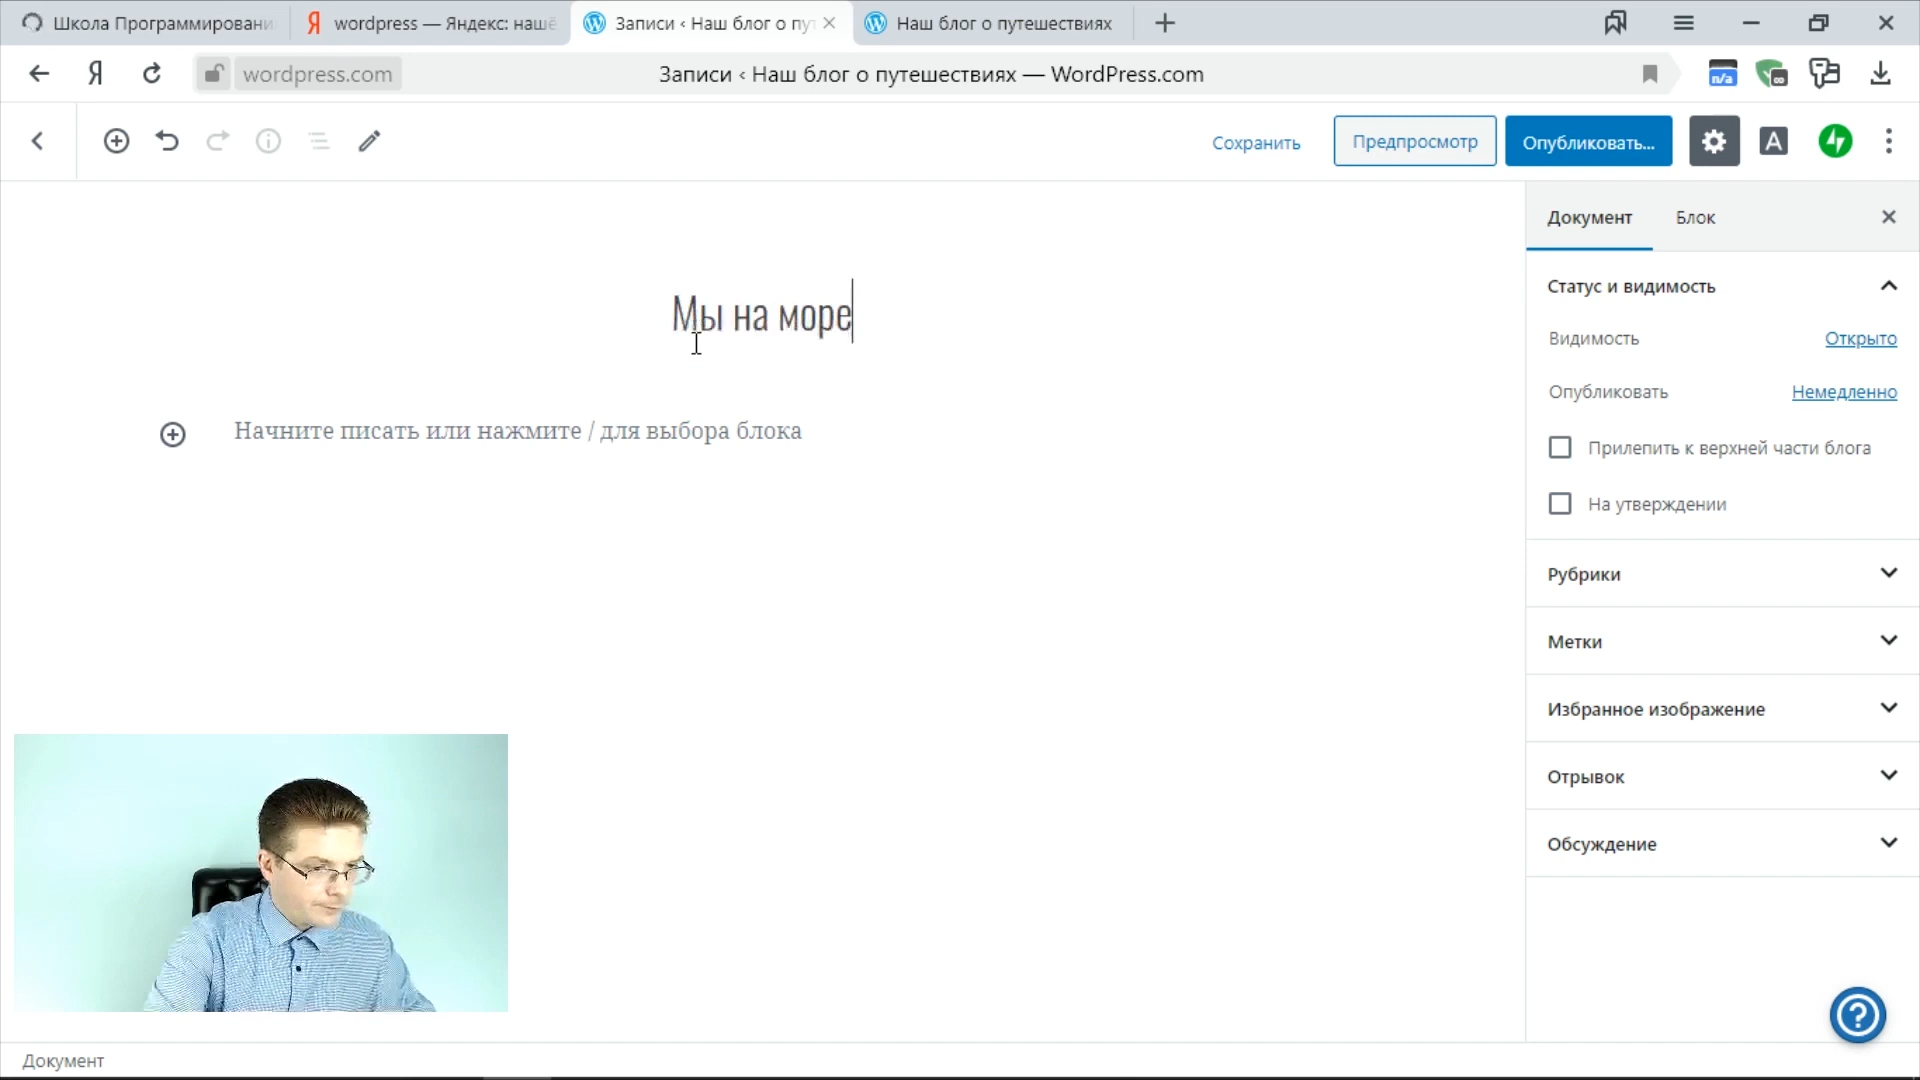 Школа Программировани
Я wordpress — Яндекс: нашё
Записи ‹ Наш блог о пу
Наш блог о путешествиях
Я
wordpress.com
Записи ‹ Наш блог о путешествиях — WordPress.com
n/a
Сохранить
Предпросмотр
Опубликовать...
A
Документ
Блок
Мы на море
Начните писать или нажмите / для выбора блока
Статус и видимость
Видимость
Открыто
Опубликовать
Немедленно
Прилепить к верхней части блога
На утверждении
Рубрики
Метки
Избранное изображение
Отрывок
Обсуждение
Документ